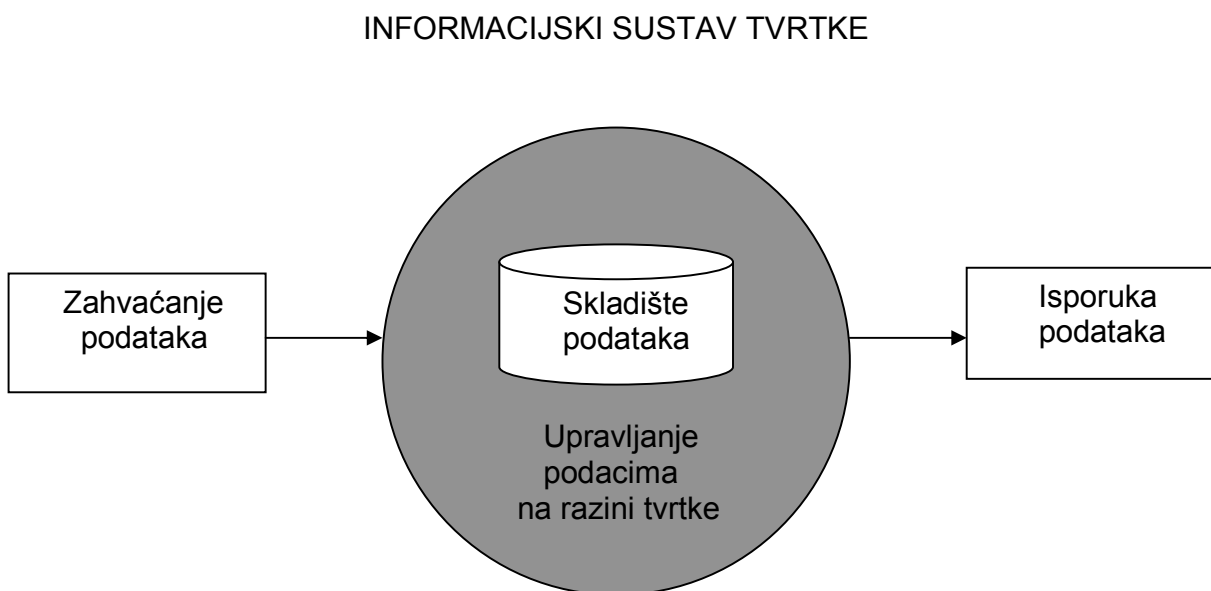 INFORMACIJSKI SUSTAV TVRTKE
Zahvaćanje
podataka
Skladište
podataka
Upravljanje
podacima
na razini tvrtke
Isporuka
podataka